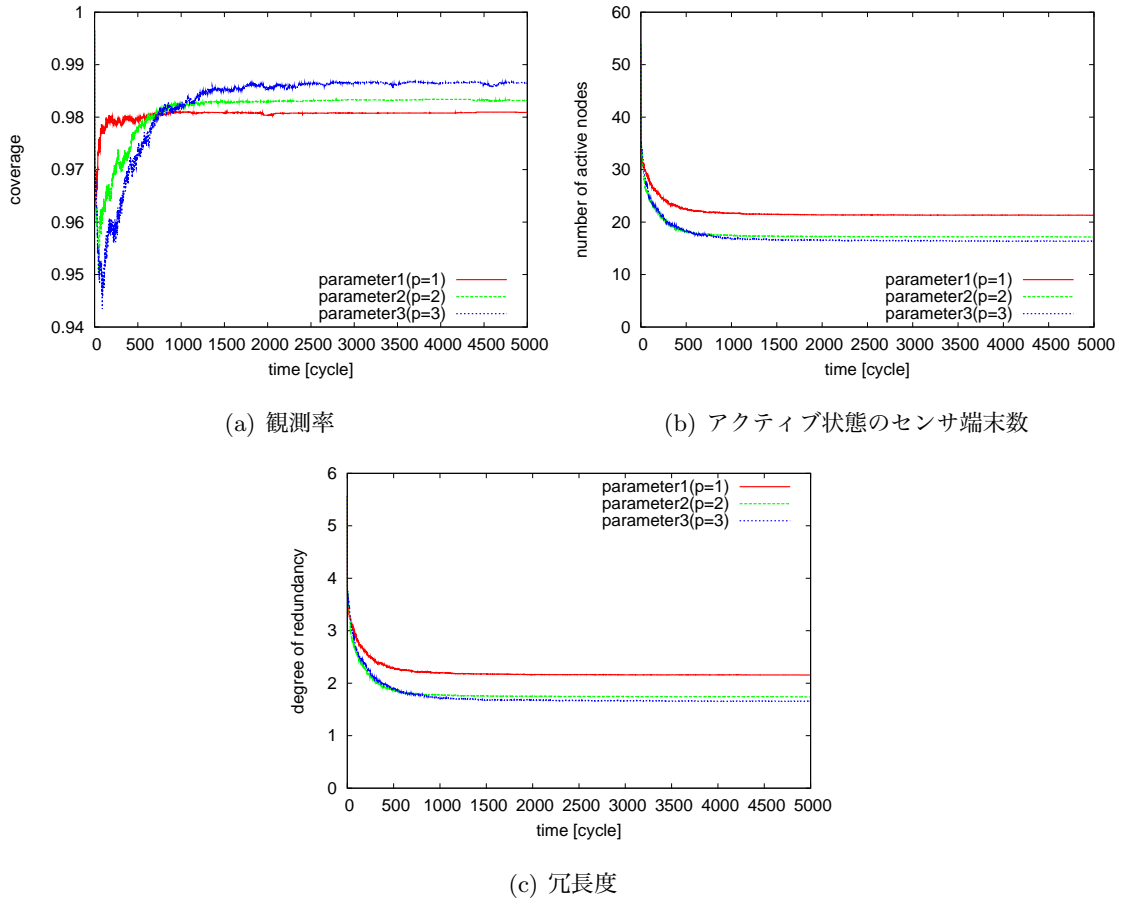 1
0.99
0.98
0.97
0.96
0.95
0.94
coverage
parameter1(p=1)
parameter2(p=2)
parameter3(p=3)
0 500 1000 1500 2000 2500 3000 3500 4000 4500 5000
time [cycle]
(a) 観測率
60
50
40
30
20
10
0
number of active nodes
parameter1(p=1)
parameter2(p=2)
parameter3(p=3)
0 500 1000 1500 2000 2500 3000 3500 4000 4500 5000
time [cycle]
(b) アクティブ状態のセンサ端末数
6
5
4
3
2
1
0
degree of redundancy
parameter1(p=1)
parameter2(p=2)
parameter3(p=3)
0 500 1000 1500 2000 2500 3000 3500 4000 4500 5000
time [cycle]
(c) 冗長度